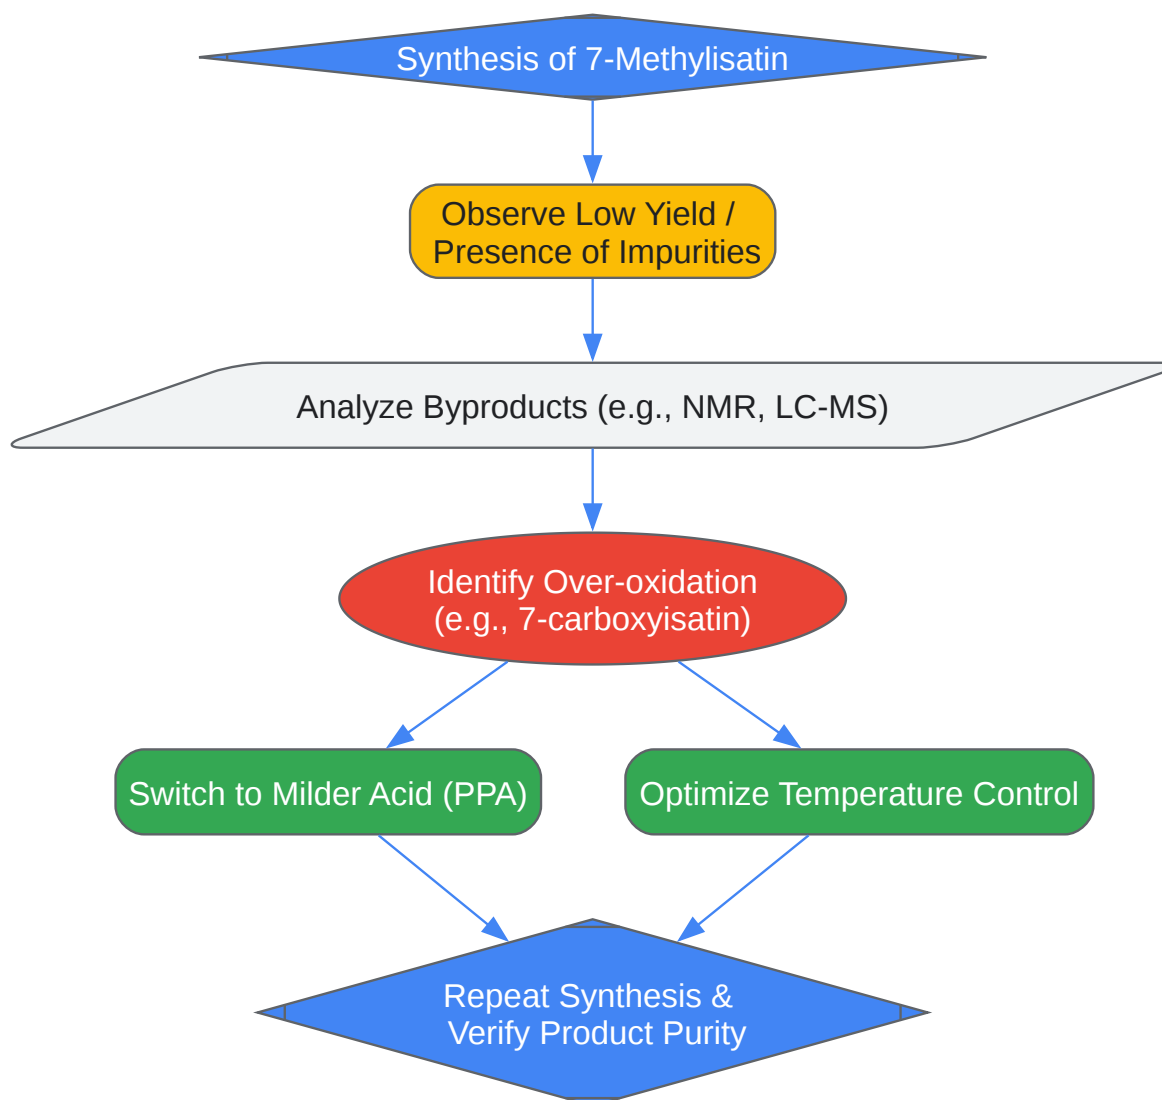 Synthesis of 7-Methylisatin
Observe Low Yield /
Presence of Impurities
Analyze Byproducts (e.g., NMR, LC-MS)
Identify Over-oxidation
(e.g., 7-carboxyisatin)
Switch to Milder Acid (PPA)
Optimize Temperature Control
Repeat Synthesis &
Verify Product Purity